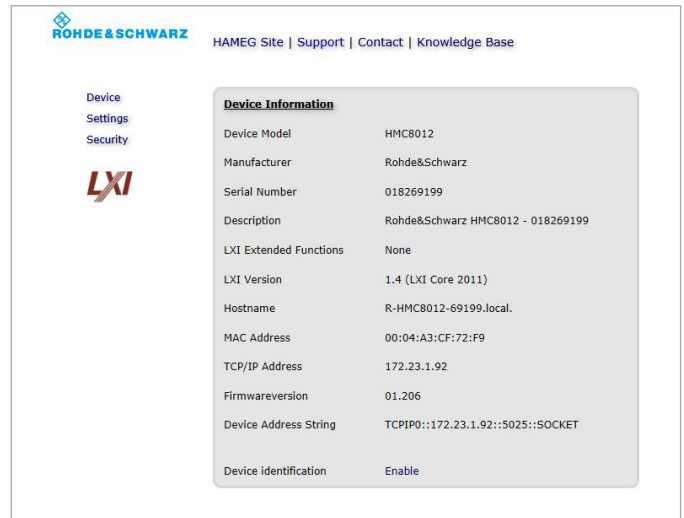 ROHDE&SCHWARZ
HAMEG Site | Support | Contact | Knowledge Base
Device
Settings
Security
LXI
Device Information
Device Model HMC8012
Manufacturer Rohde&Schwarz
Serial Number 018269199
Description Rohde&Schwarz HMC8012 - 018269199
LXI Extended Functions None
LXI Version 1.4 (LXI Core 2011)
Hostname R-HMC8012-69199.local.
MAC Address 00:04:A3:CF:72:F9
TCP/IP Address 172.23.1.92
Firmwareversion 01.206
Device Address String TCPIP0::172.23.1.92::5025::SOCKET
Device identification Enable